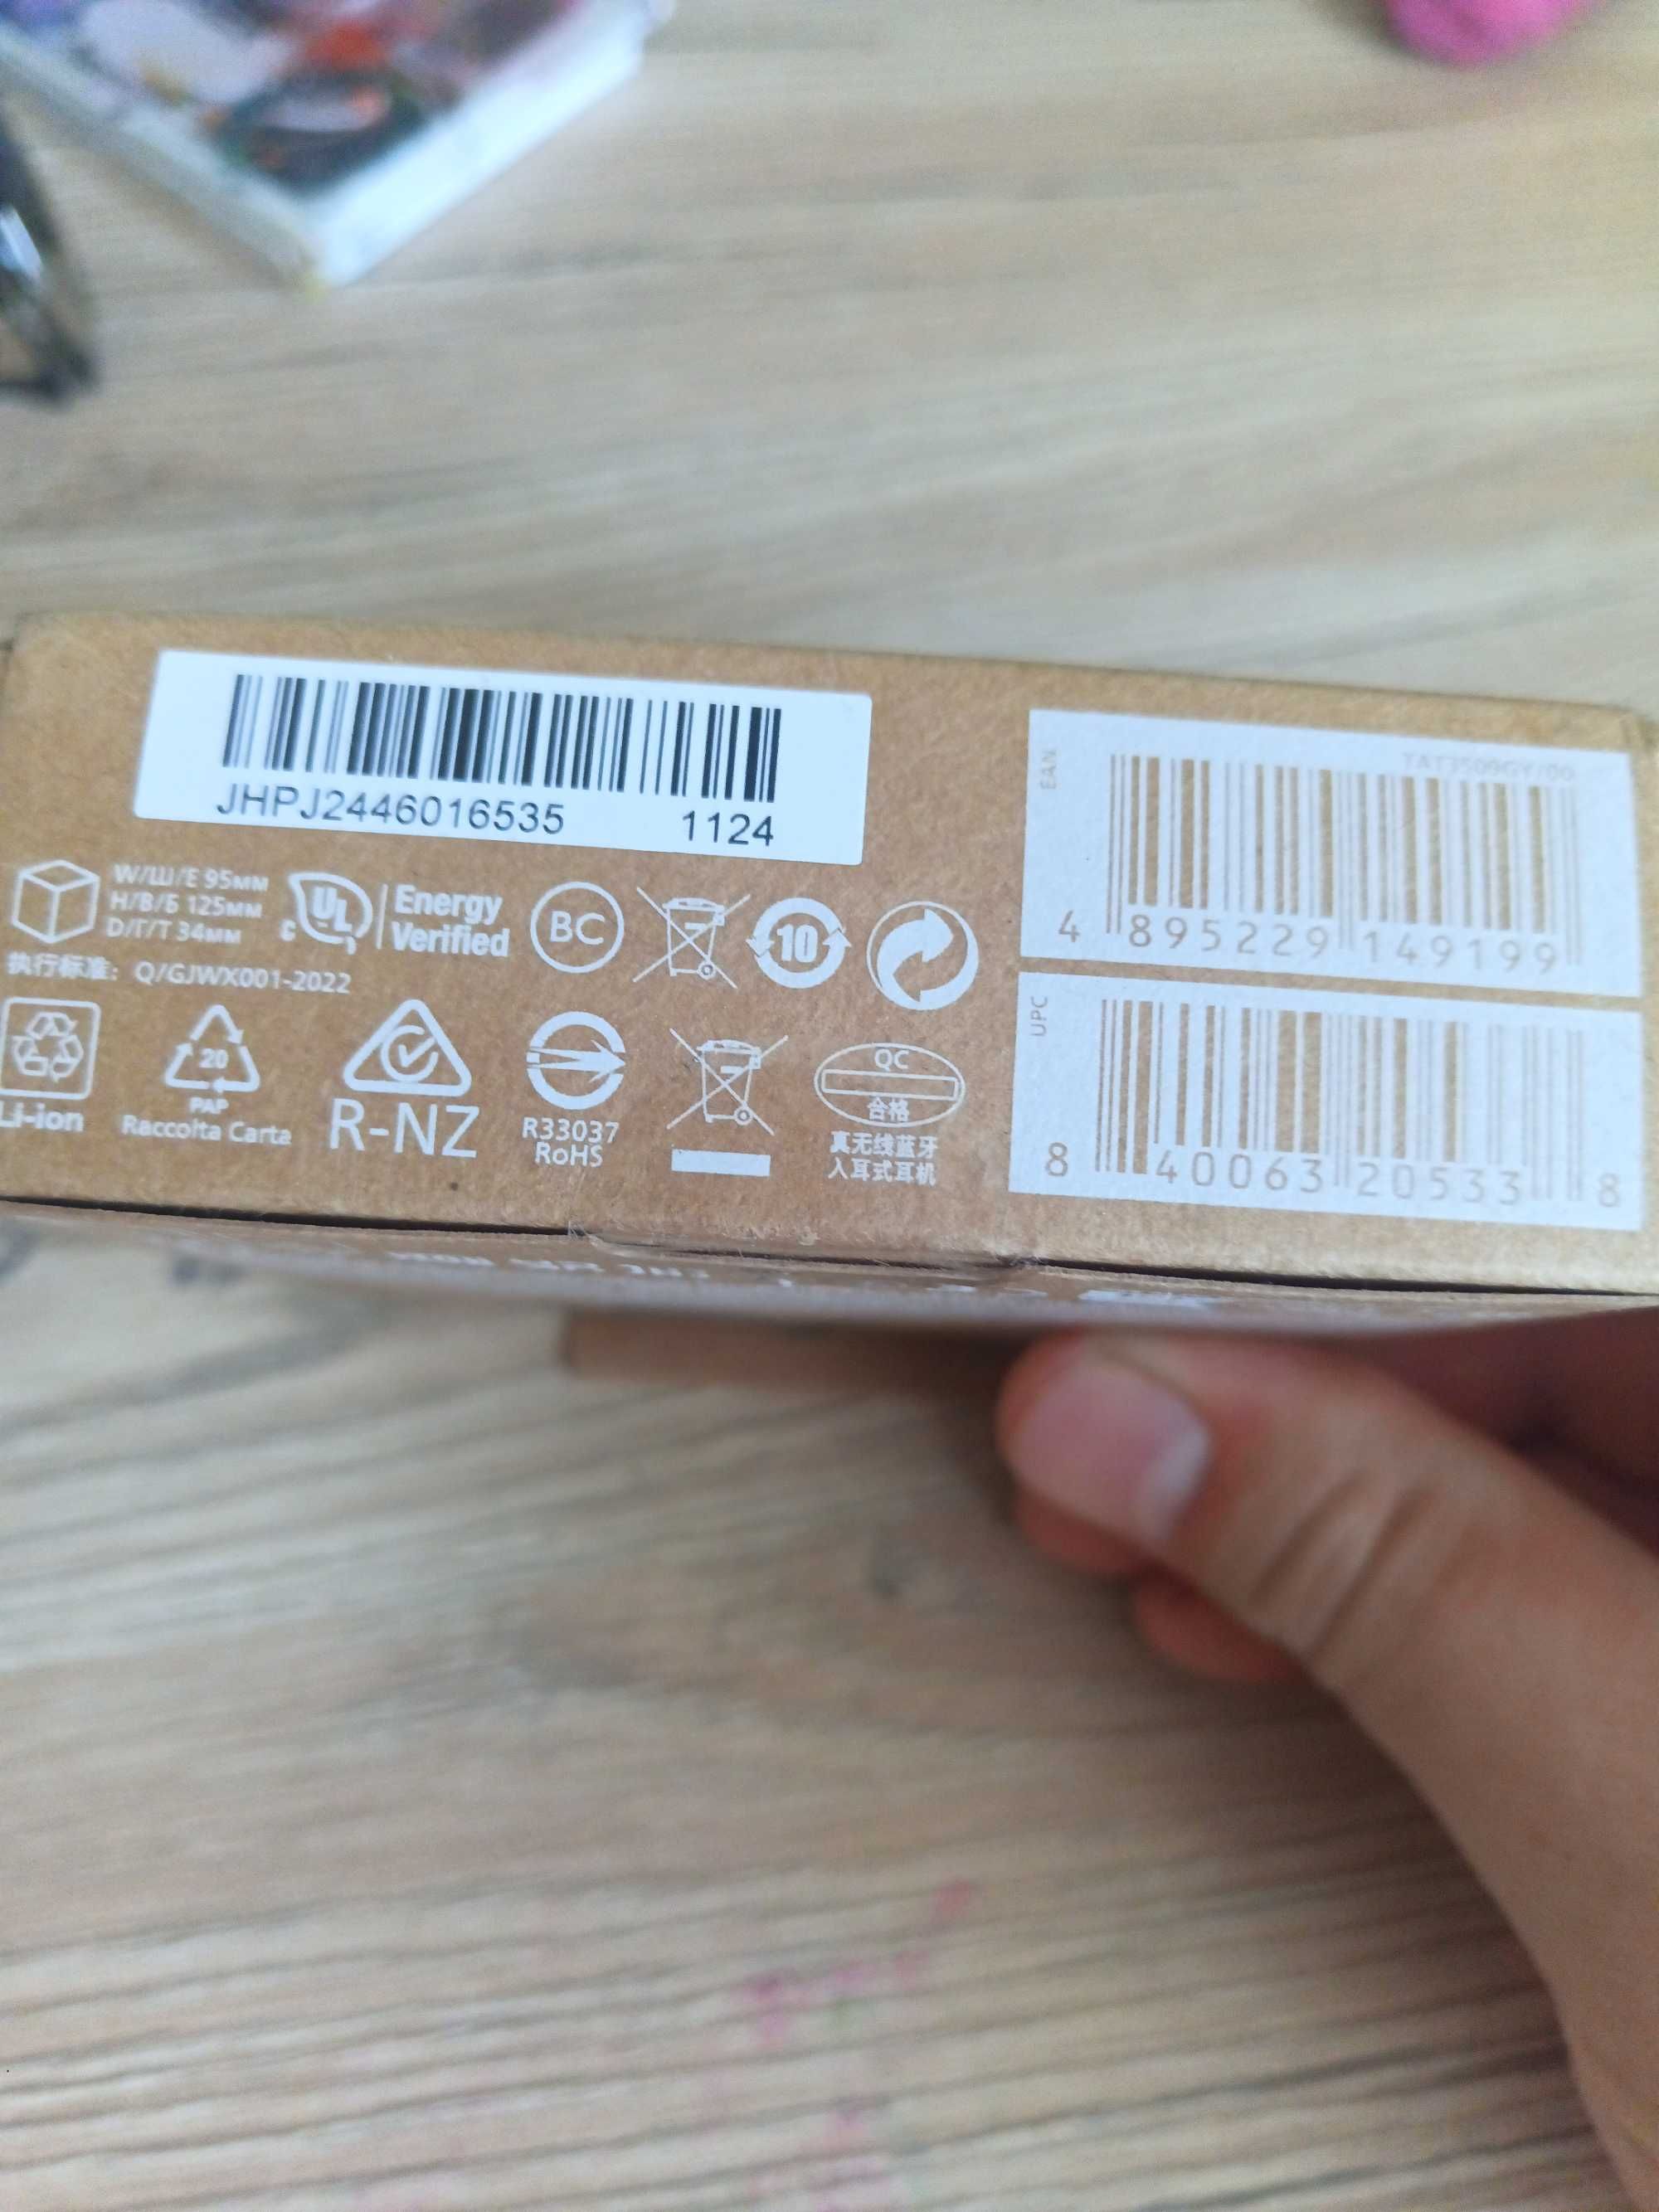 JHPJ2446016535 1124
W/Ш/Е 95мм
H/В/Б 125мм
D/Г/Т 34мм
c UL Energy
Verified
BC
10
执行标准：Q/GJWX001-2022
Li-ion
20
PAP
Raccolta Carta
R-NZ
R33037
RoHS
QC
合格
真无线蓝牙
入耳式耳机
EAN
TAT3509GY/00
4 895229 149199
UPC
8 40063 20533 8